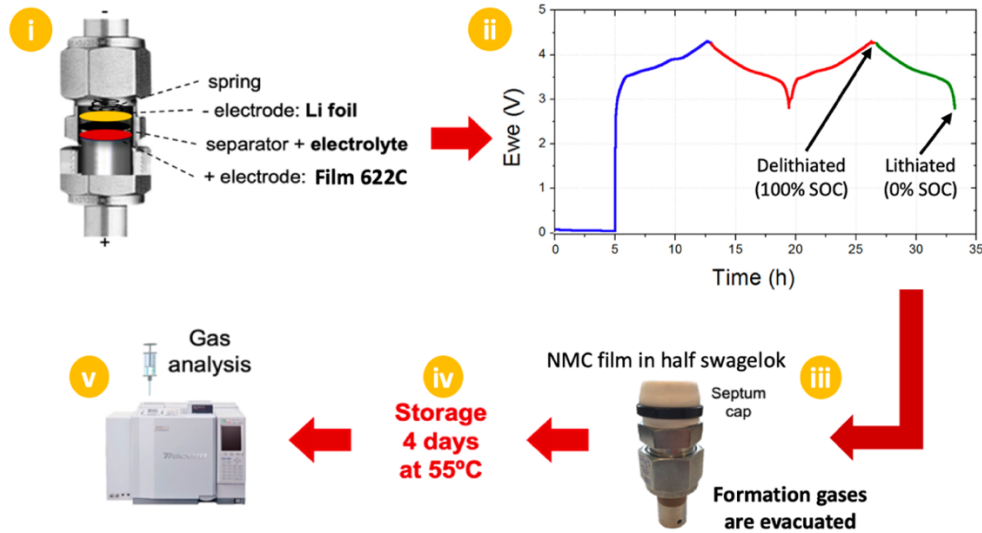 i
-
spring
- electrode: Li foil
separator + electrolyte
+ electrode: Film 622C
+
ii
Ewe (V)
5
4
3
2
1
0
Delithiated
(100% SOC)
Lithiated
(0% SOC)
0 5 10 15 20 25 30 35
Time (h)
iii
NMC film in half swagelok
Septum
cap
Formation gases
are evacuated
iv
Storage
4 days
at 55ºC
v
Gas
analysis